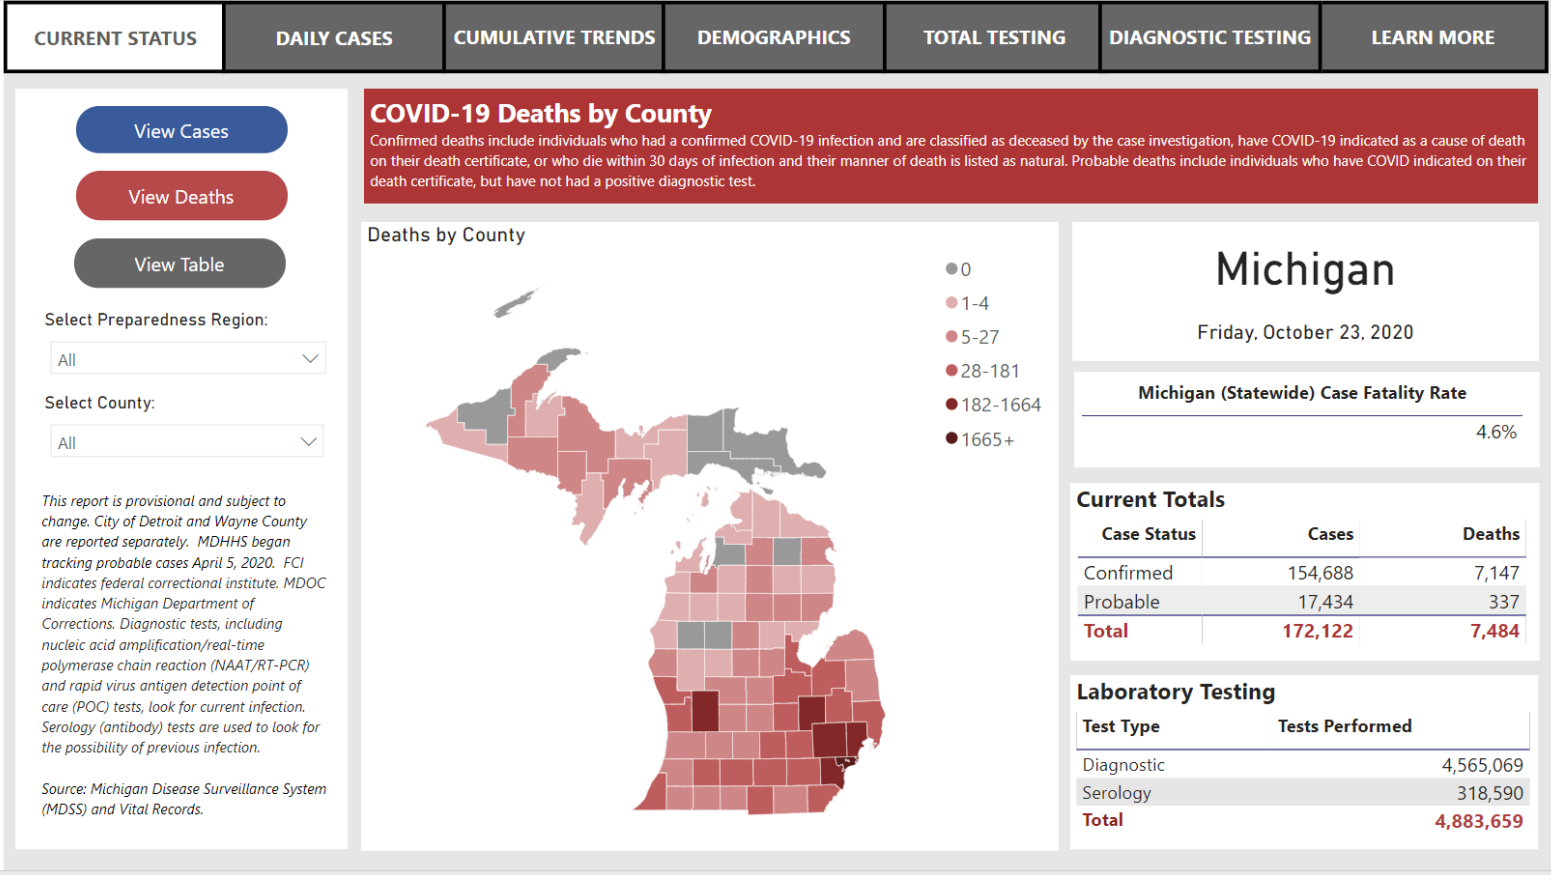 CURRENT STATUS
DAILY CASES
CUMULATIVE TRENDS
DEMOGRAPHICS
TOTAL TESTING
DIAGNOSTIC TESTING
LEARN MORE
View Cases
View Deaths
View Table
Select Preparedness Region:
All
Select County:
All
This report is provisional and subject to
change. City of Detroit and Wayne County
are reported separately.  MDHHS began
tracking probable cases April 5, 2020.  FCI
indicates federal correctional institute. MDOC
indicates Michigan Department of
Corrections. Diagnostic tests, including
nucleic acid amplification/real-time
polymerase chain reaction (NAAT/RT-PCR)
and rapid virus antigen detection point of
care (POC) tests, look for current infection.
Serology (antibody) tests are used to look for
the possibility of previous infection.
Source: Michigan Disease Surveillance System
(MDSS) and Vital Records.
COVID-19 Deaths by County
Confirmed deaths include individuals who had a confirmed COVID-19 infection and are classified as deceased by the case investigation, have COVID-19 indicated as a cause of death
on their death certificate, or who die within 30 days of infection and their manner of death is listed as natural. Probable deaths include individuals who have COVID indicated on their
death certificate, but have not had a positive diagnostic test.
Deaths by County
0
1-4
5-27
28-181
182-1664
1665+
Michigan
Friday, October 23, 2020
Michigan (Statewide) Case Fatality Rate
4.6%
Current Totals
Case Status Cases Deaths
Confirmed 154,688 7,147
Probable 17,434 337
Total 172,122 7,484
Laboratory Testing
Test Type Tests Performed
Diagnostic 4,565,069
Serology 318,590
Total 4,883,659